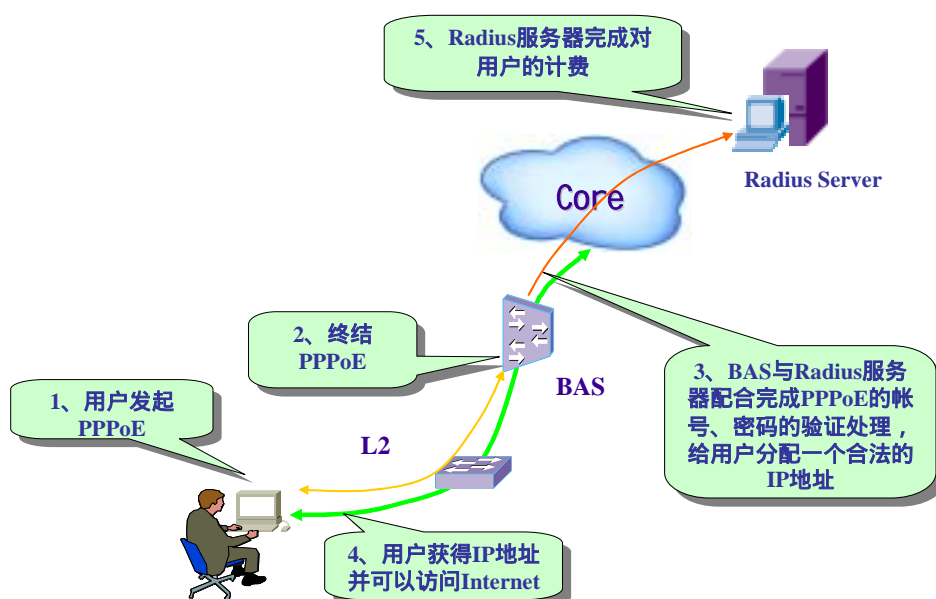 5、Radius服务器完成对
用户的计费
Radius Server
Core
2、终结
PPPoE
BAS
3、BAS与Radius服务
器配合完成PPPoE的帐
号、密码的验证处理，
给用户分配一个合法的
IP地址
1、用户发起
PPPoE
L2
4、用户获得IP地址
并可以访问Internet